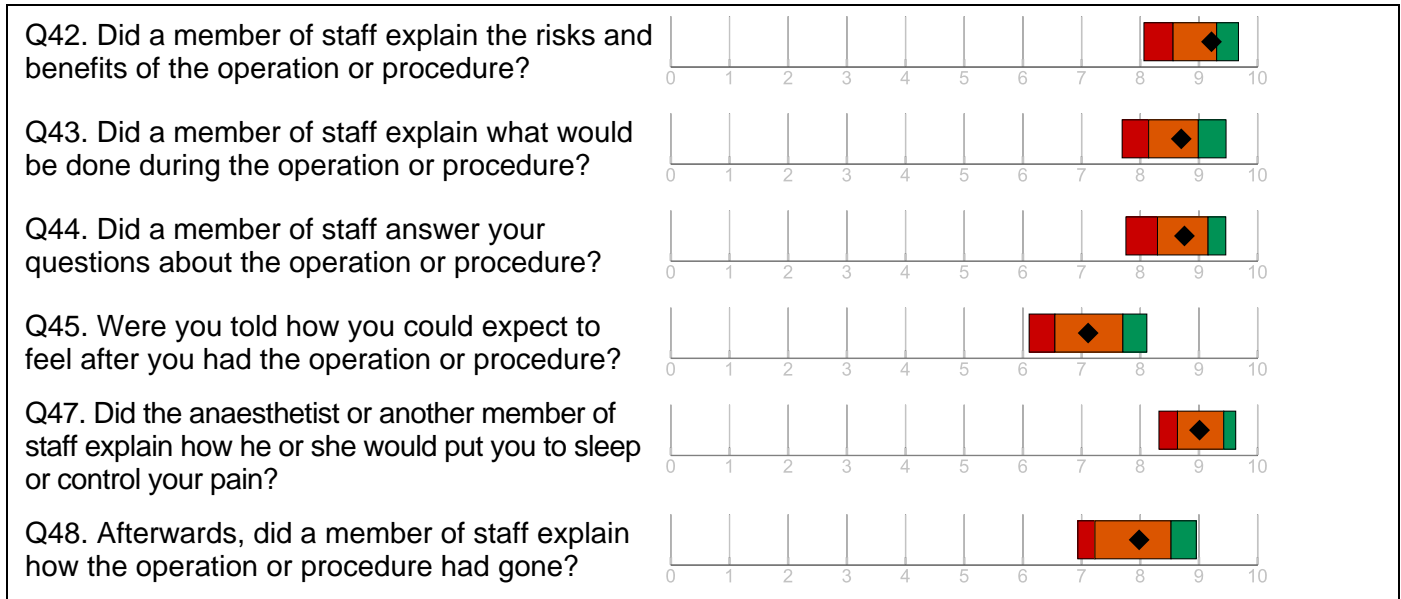 Q42. Did a member of staff explain the risks and
benefits of the operation or procedure?
0 1 2 3 4 5 6 7 8 9 10
Q43. Did a member of staff explain what would
be done during the operation or procedure?
0 1 2 3 4 5 6 7 8 9 10
Q44. Did a member of staff answer your
questions about the operation or procedure?
0 1 2 3 4 5 6 7 8 9 10
Q45. Were you told how you could expect to
feel after you had the operation or procedure?
0 1 2 3 4 5 6 7 8 9 10
Q47. Did the anaesthetist or another member of
staff explain how he or she would put you to sleep
or control your pain?
0 1 2 3 4 5 6 7 8 9 10
Q48. Afterwards, did a member of staff explain
how the operation or procedure had gone?
0 1 2 3 4 5 6 7 8 9 10